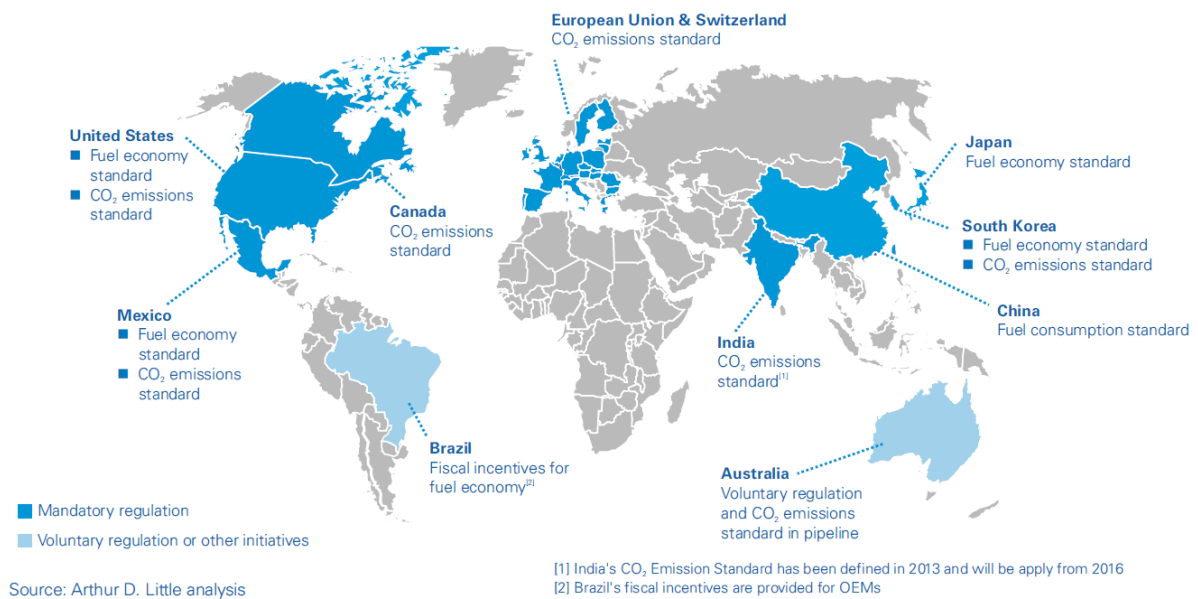 European Union & Switzerland
CO₂ emissions standard
United States
■ Fuel economy
standard
■ CO₂ emissions
standard
Canada
CO₂ emissions
standard
Mexico
■ Fuel economy
standard
■ CO₂ emissions
standard
Brazil
Fiscal incentives for
fuel economy[2]
Japan
Fuel economy standard
South Korea
■ Fuel economy standard
■ CO₂ emissions standard
China
Fuel consumption standard
India
CO₂ emissions
standard[1]
Australia
Voluntary regulation
and CO₂ emissions
standard in pipeline
Mandatory regulation
Voluntary regulation or other initiatives
Source: Arthur D. Little analysis
[1] India's CO₂ Emission Standard has been defined in 2013 and will be apply from 2016
[2] Brazil's fiscal incentives are provided for OEMs